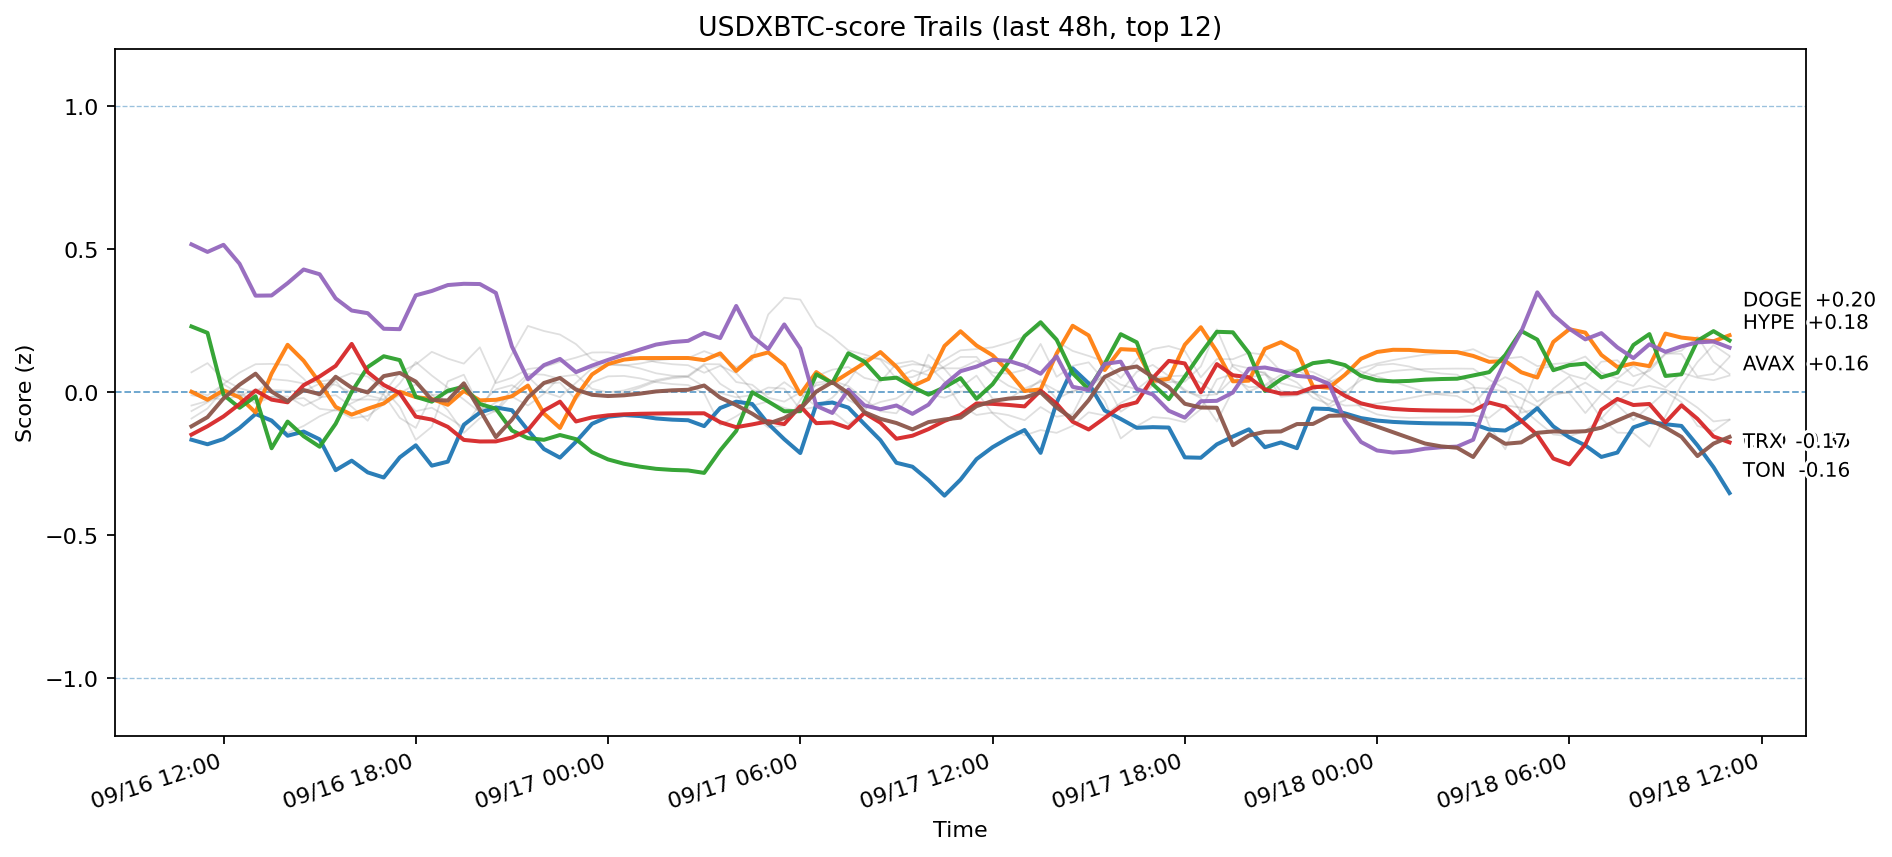 USDXBTC-score Trails (last 48h, top 12)
Score (z)
1.0
0.5
0.0
−0.5
−1.0
DOGE +0.20
HYPE +0.18
AVAX +0.16
TRX -0.17
TON -0.16
09/16 12:00
09/16 18:00
09/17 00:00
09/17 06:00
09/17 12:00
09/17 18:00
09/18 00:00
09/18 06:00
09/18 12:00
Time